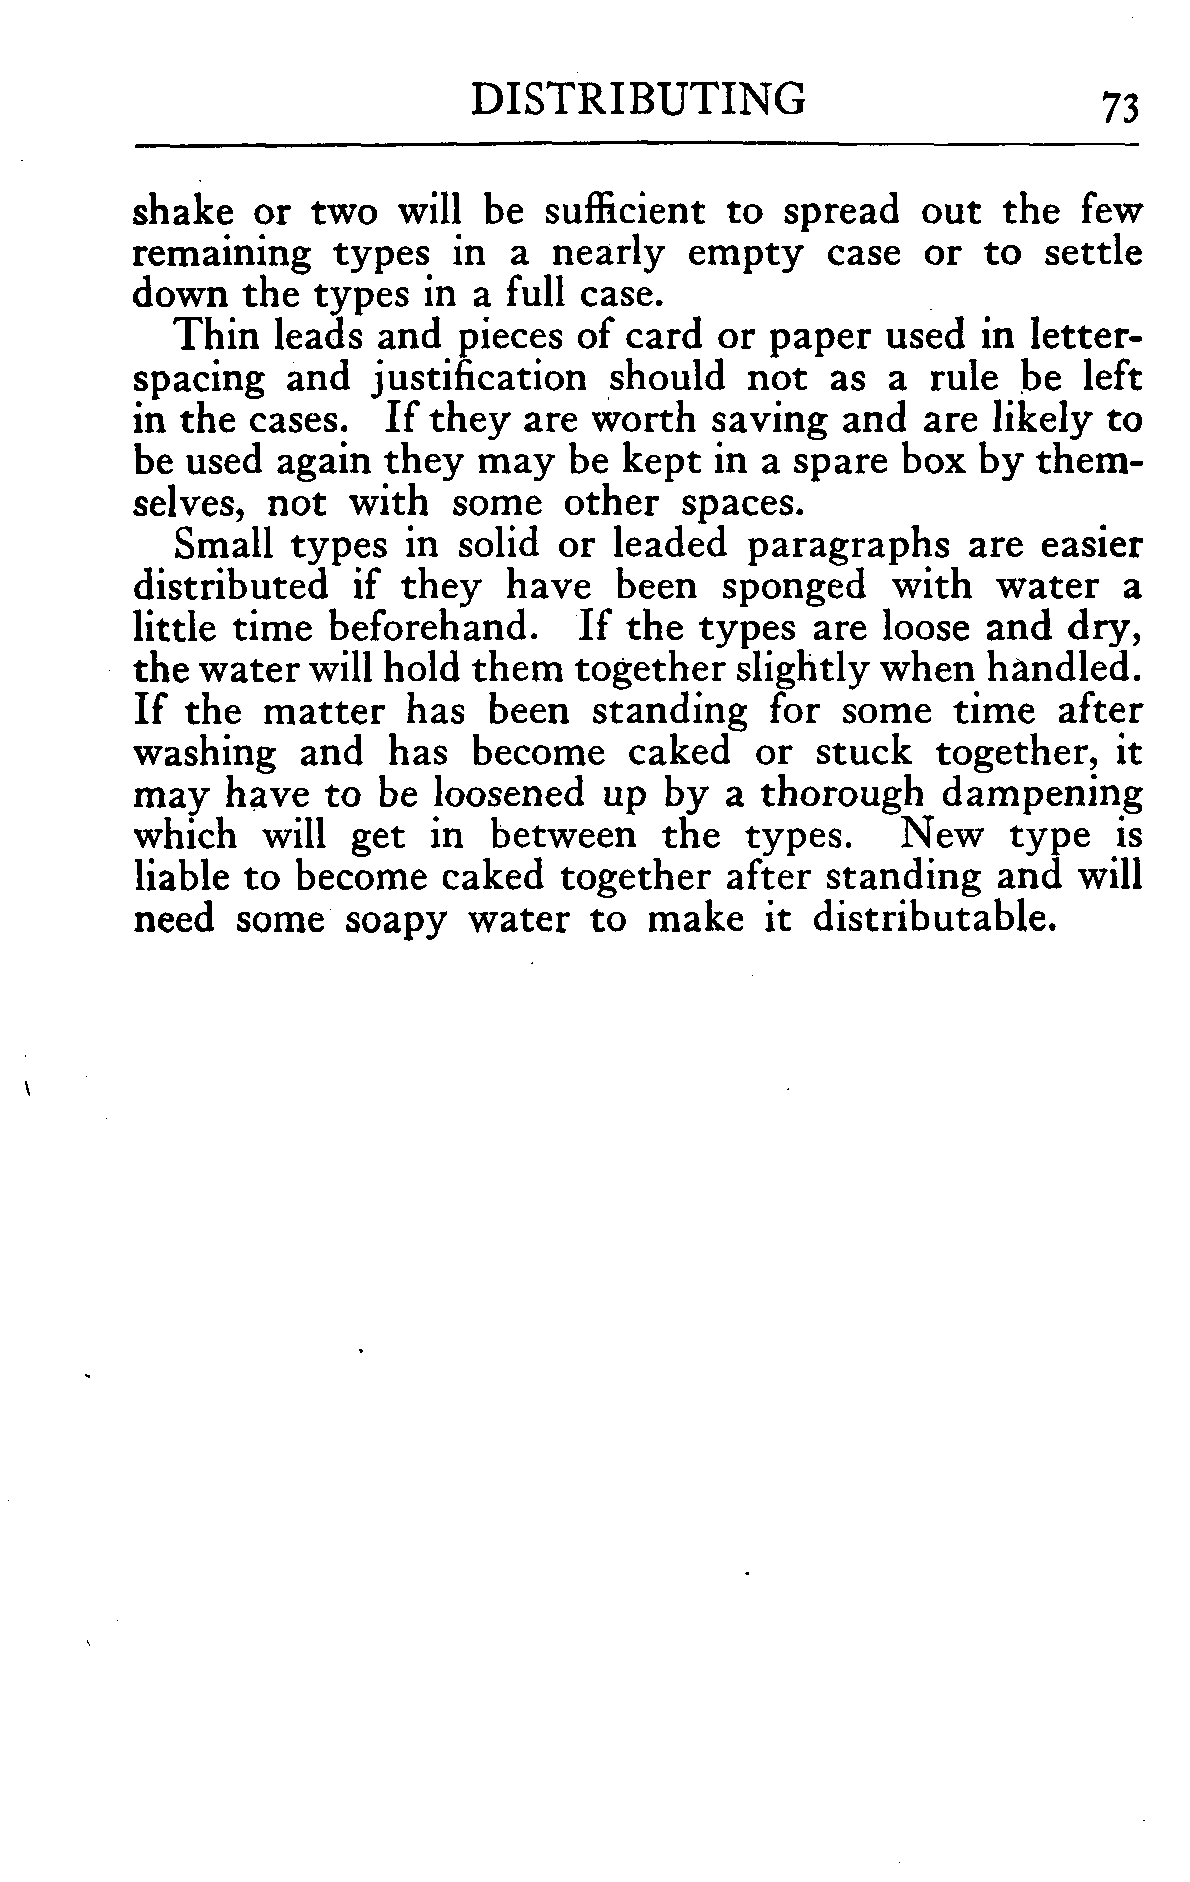 DISTRIBUTING 73
shake or two will be sufficient to spread out the few
remaining types in a nearly empty case or to settle
down the types in a full case.
Thin leads and pieces of card or paper used in letter-
spacing and justification should not as a rule be left
in the cases. If they are worth saving and are likely to
be used again they may be kept in a spare box by them-
selves, not with some other spaces.
Small types in solid or leaded paragraphs are easier
distributed if they have been sponged with water a
little time beforehand. If the types are loose and dry,
the water will hold them together slightly when handled.
If the matter has been standing for some time after
washing and has become caked or stuck together, it
may have to be loosened up by a thorough dampening
which will get in between the types. New type is
liable to become caked together after standing and will
need some soapy water to make it distributable.